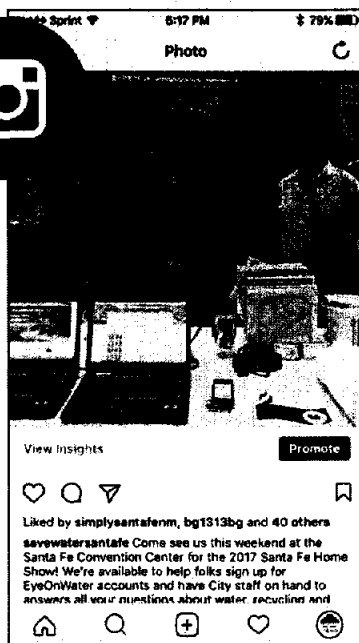 Sprint 5:17 PM 79%
Photo
View Insights Promote
Liked by simplysantafenm, bg1313bg and 40 others
savewatersantafe Come see us this weekend at the
Santa Fe Convention Center for the 2017 Santa Fe Home
Show! We're available to help folks sign up for
EyeOnWater accounts and have City staff on hand to
answers all your questions about water, recycling and